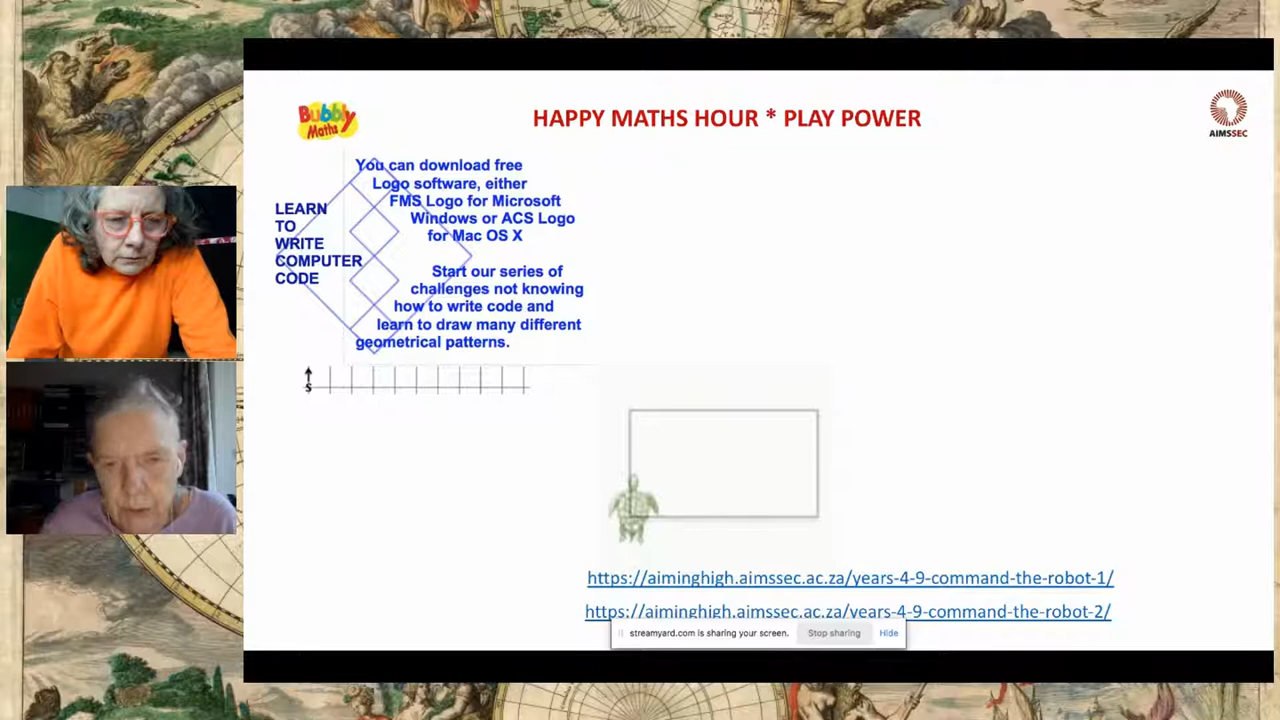 Bubbly
Maths
HAPPY MATHS HOUR * PLAY POWER
AIMSSEC
LEARN
TO
WRITE
COMPUTER
CODE
You can download free
Logo software, either
FMS Logo for Microsoft
Windows or ACS Logo
for Mac OS X
Start our series of
challenges not knowing
how to write code and
learn to draw many different
geometrical patterns.
S
https://aiminghigh.aimssec.ac.za/years-4-9-command-the-robot-1/
https://aiminghigh.aimssec.ac.za/years-4-9-command-the-robot-2/
streamyard.com is sharing your screen. Stop sharing Hide